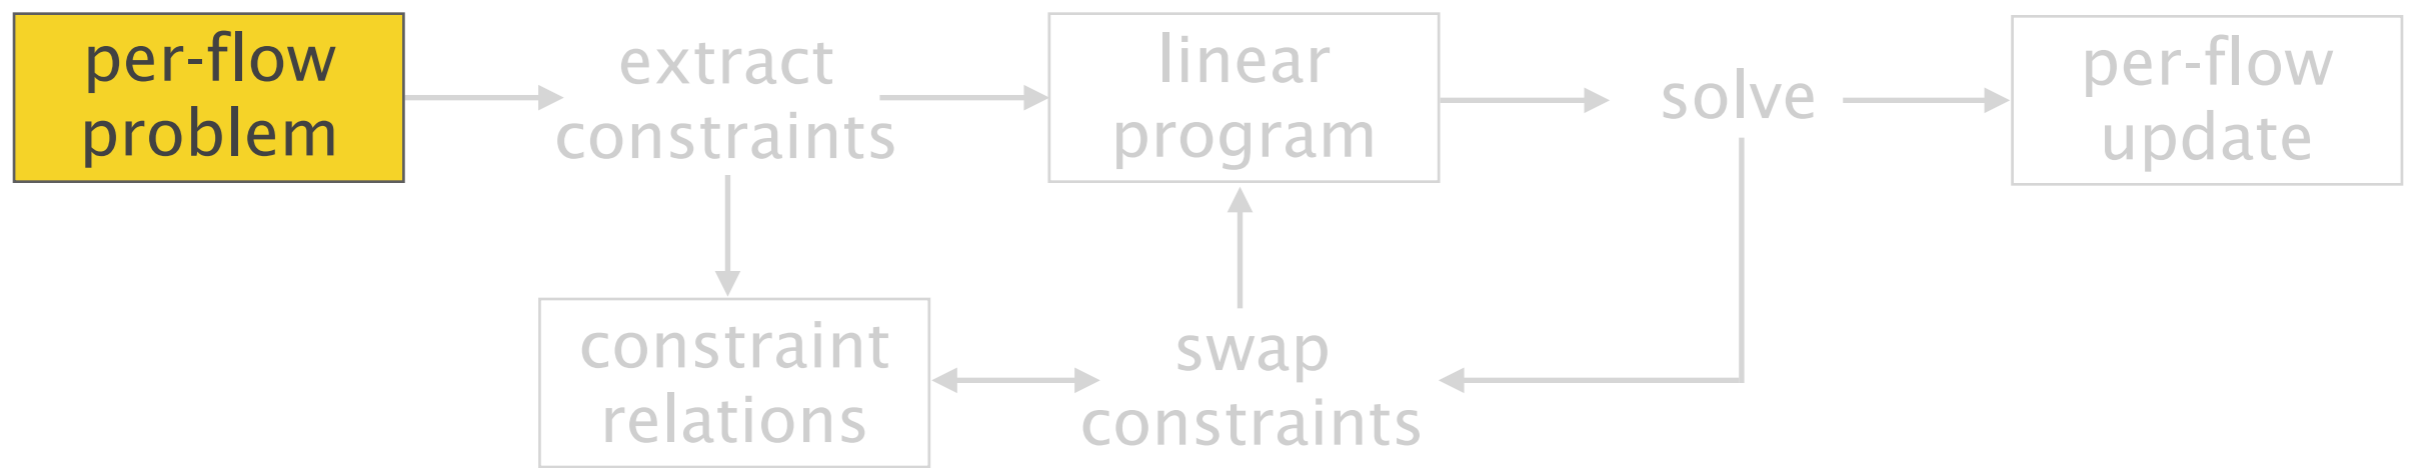 per-flow
problem
extract
constraints
linear
program
solve
per-flow
update
constraint
relations
swap
constraints